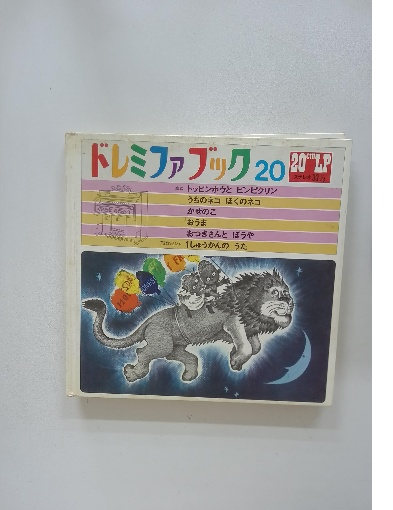 ドレミファブック 20
20cm LP
トッピンホウと ピンピクリン
うちのネコ ぼくのネコ
かぜのこ
おうま
おつきさんと ぼうや
1しゅうかんの うた